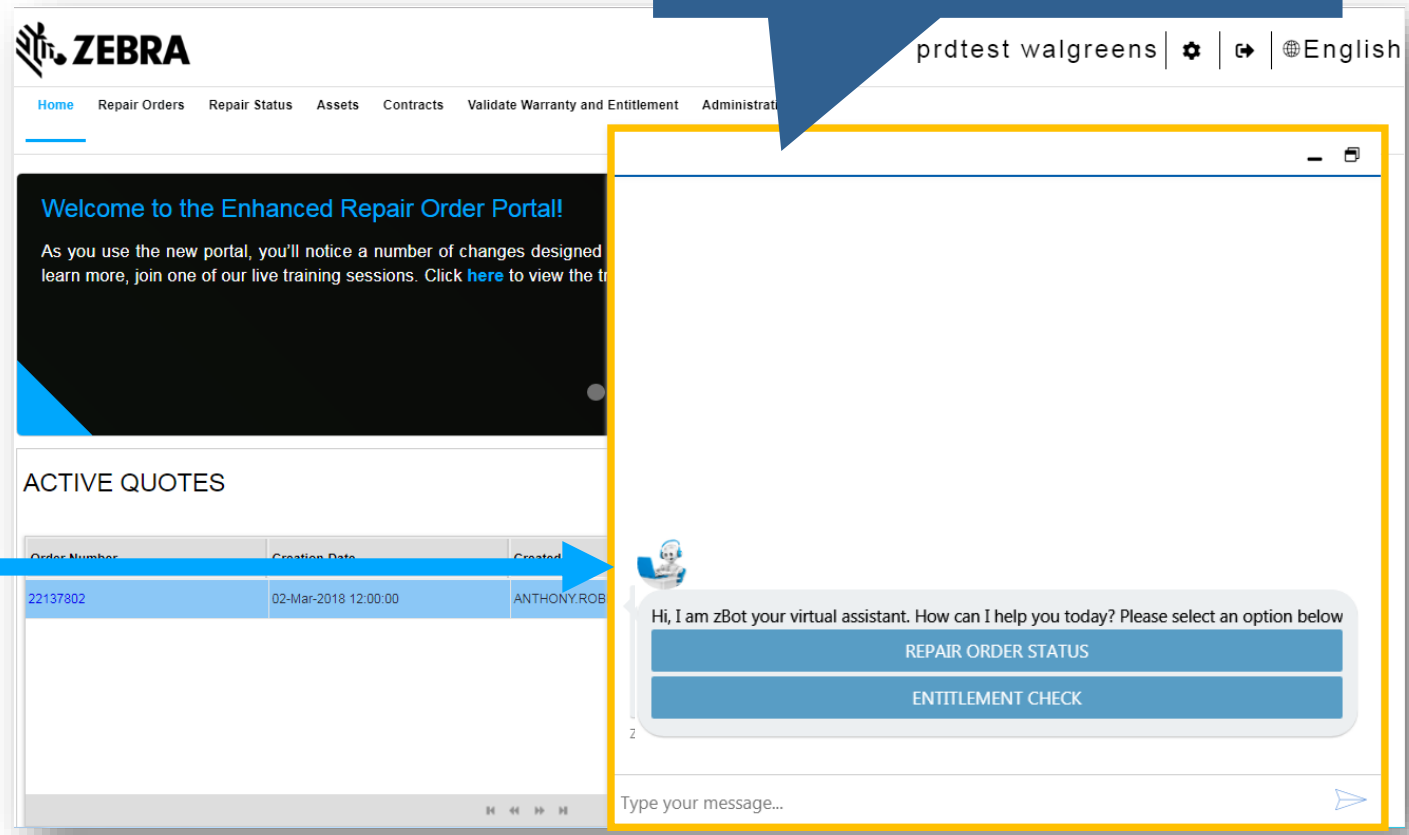 ZEBRA
prdtest walgreens
English
Home Repair Orders Repair Status Assets Contracts Validate Warranty and Entitlement
Welcome to the Enhanced Repair Order Portal!
As you use the new portal, you'll notice a number of changes designed
learn more, join one of our live training sessions. Click here to view the
ACTIVE QUOTES
Order Number Creation Date Created
22137802 02-Mar-2018 12:00:00 ANTHONY.ROB
Hi, I am zBot your virtual assistant. How can I help you today? Please select an option below
REPAIR ORDER STATUS
ENTITLEMENT CHECK
Type your message...